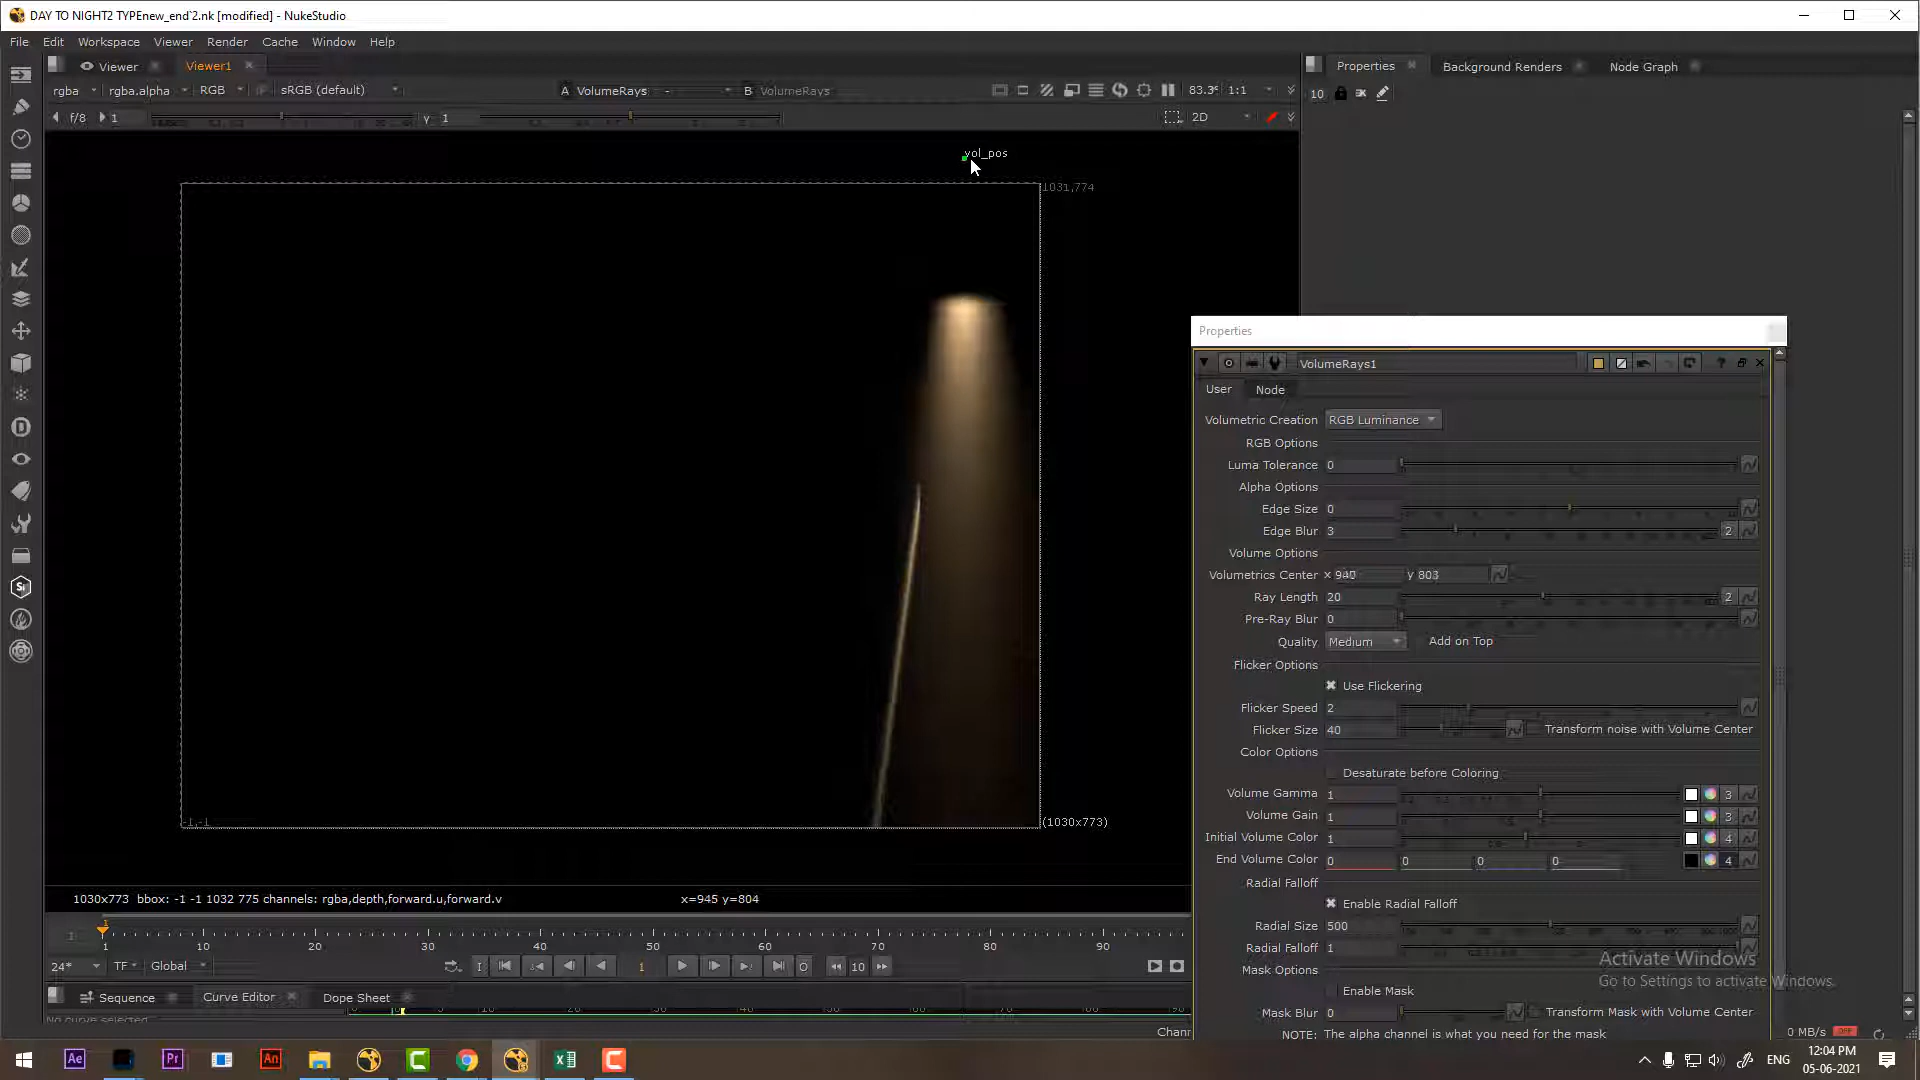 DAY TO NIGHT2 TYPEnew_end`2.nk [modified] - NukeStudio
File Edit Workspace Viewer Render Cache Window Help
Viewer Viewer1 Properties Background Renders Node Graph
rgba rgba.alpha RGB sRGB (default) A VolumeRays - B VolumeRays 83.3% 1:1 10
f/8 1 y 1 2D
vol_pos
1031,774
Properties
VolumeRays1
User Node
Volumetric Creation RGB Luminance
RGB Options
Luma Tolerance 0
Alpha Options
Edge Size 0
Edge Blur 3 2
Volume Options
Volumetrics Center x 940 y 803
Ray Length 20 2
Pre-Ray Blur 0
Quality Medium Add on Top
Flicker Options
Use Flickering
Flicker Speed 2
Flicker Size 40 Transform noise with Volume Center
Color Options
Desaturate before Coloring
Volume Gamma 1 3
Volume Gain 1 3
Initial Volume Color 1 4
End Volume Color 0 0 0 0 4
Radial Falloff
Enable Radial Falloff
Radial Size 500
Radial Falloff 1
Mask Options
Enable Mask
Mask Blur 0 Transform Mask with Volume Center
NOTE: The alpha channel is what you need for the mask
-1,-1 (1030x773)
1030x773 bbox: -1 -1 1032 775 channels: rgba,depth,forward.u,forward.v x=945 y=804
1
1 10 20 30 40 50 60 70 80 90
24* TF Global 1 10
Sequence Curve Editor Dope Sheet
No curve selected
Chann
Activate Windows
Go to Settings to activate Windows.
0 MB/s
Ae Pr An
ENG
12:04 PM
05-06-2021